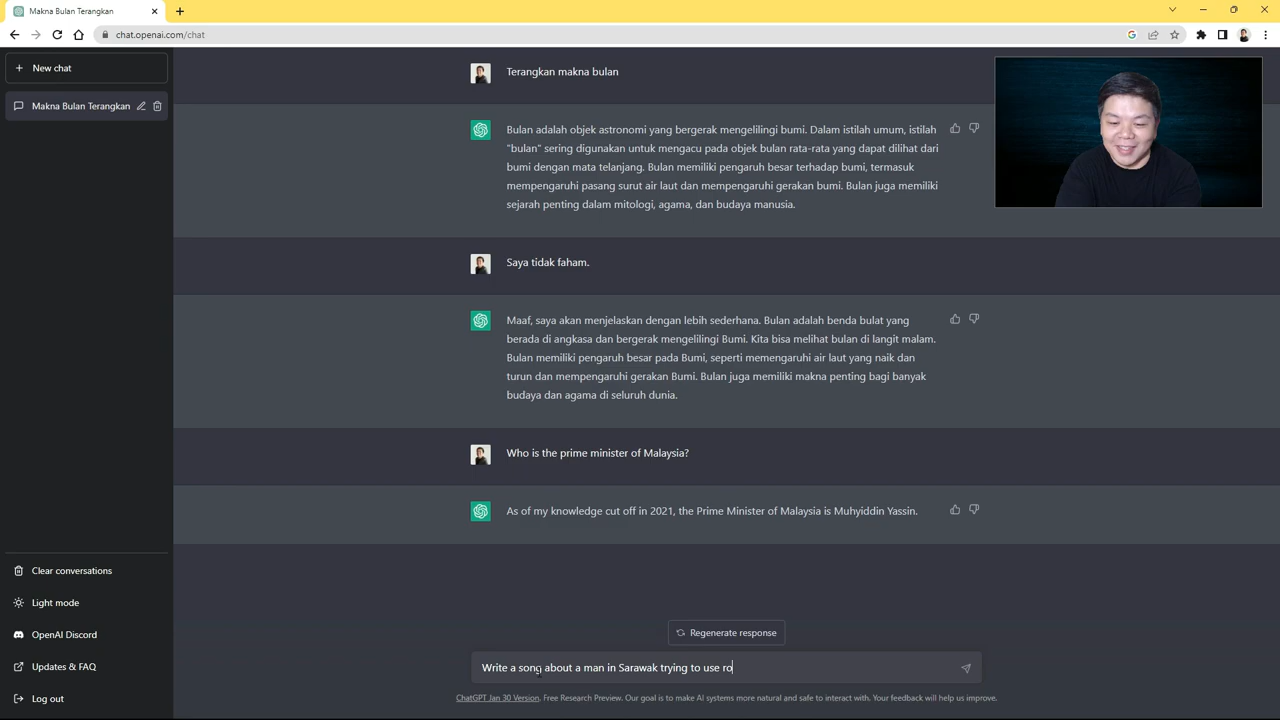 Makna Bulan Terangkan
chat.openai.com/chat
New chat
Makna Bulan Terangkan
Terangkan makna bulan
Bulan adalah objek astronomi yang bergerak mengelilingi bumi. Dalam istilah umum, istilah
"bulan" sering digunakan untuk mengacu pada objek bulan rata-rata yang dapat dilihat dari
bumi dengan mata telanjang. Bulan memiliki pengaruh besar terhadap bumi, termasuk
mempengaruhi pasang surut air laut dan mempengaruhi gerakan bumi. Bulan juga memiliki
sejarah penting dalam mitologi, agama, dan budaya manusia.
Saya tidak faham.
Maaf, saya akan menjelaskan dengan lebih sederhana. Bulan adalah benda bulat yang
berada di angkasa dan bergerak mengelilingi Bumi. Kita bisa melihat bulan di langit malam.
Bulan memiliki pengaruh besar pada Bumi, seperti memengaruhi air laut yang naik dan
turun dan mempengaruhi gerakan Bumi. Bulan juga memiliki makna penting bagi banyak
budaya dan agama di seluruh dunia.
Who is the prime minister of Malaysia?
As of my knowledge cut off in 2021, the Prime Minister of Malaysia is Muhyiddin Yassin.
Clear conversations
Light mode
OpenAI Discord
Updates & FAQ
Log out
Regenerate response
Write a song about a man in Sarawak trying to use ro
ChatGPT Jan 30 Version. Free Research Preview. Our goal is to make AI systems more natural and safe to interact with. Your feedback will help us improve.